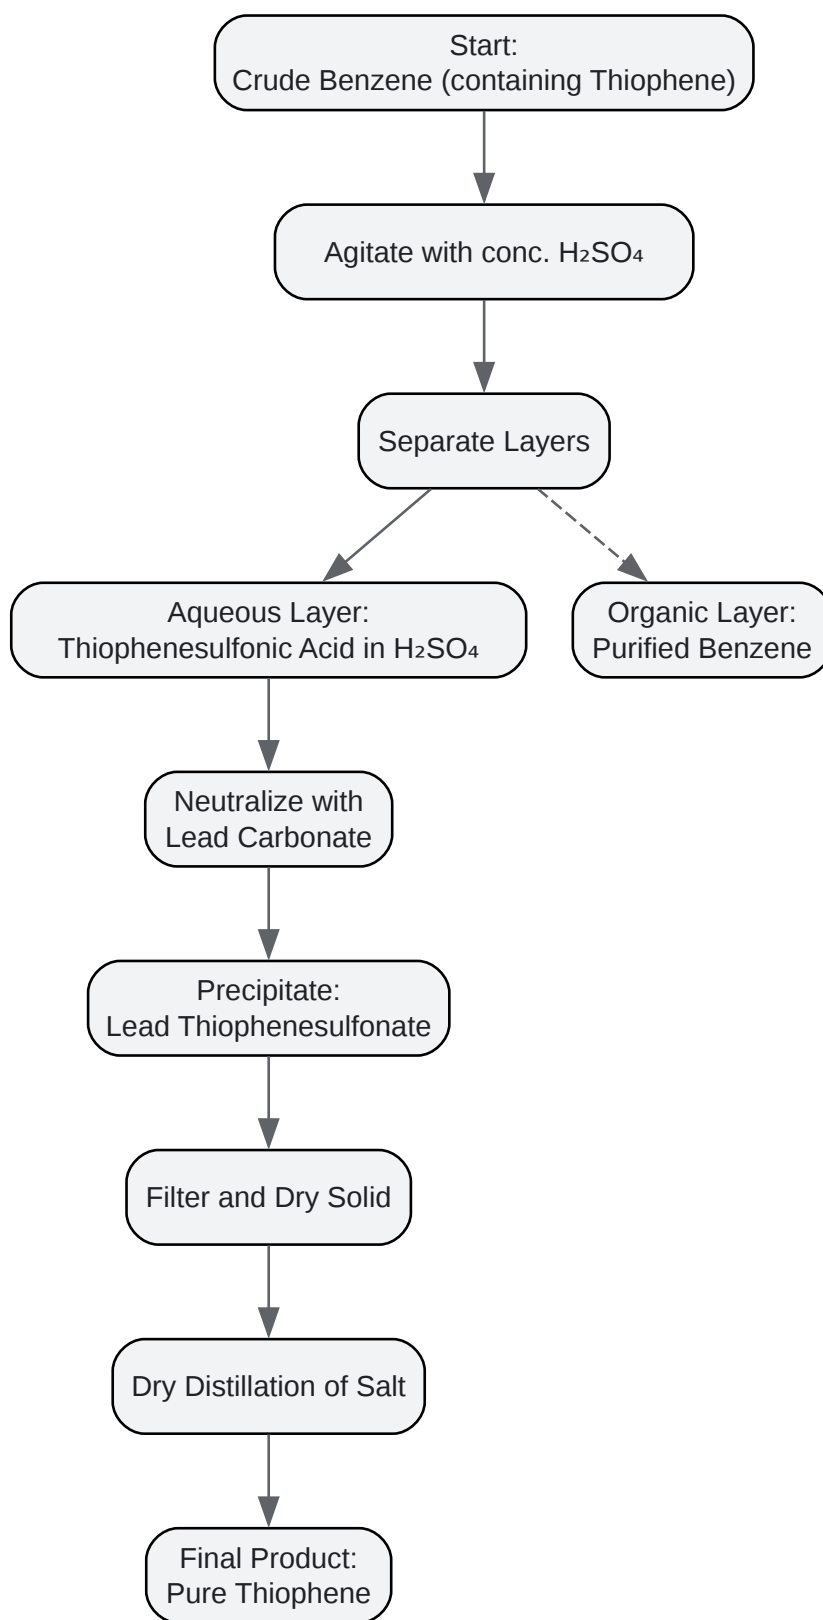 Start:
Crude Benzene (containing Thiophene)
Agitate with conc. H₂SO₄
Separate Layers
Aqueous Layer:
Thiophenesulfonic Acid in H₂SO₄
Organic Layer:
Purified Benzene
Neutralize with
Lead Carbonate
Precipitate:
Lead Thiophenesulfonate
Filter and Dry Solid
Dry Distillation of Salt
Final Product:
Pure Thiophene